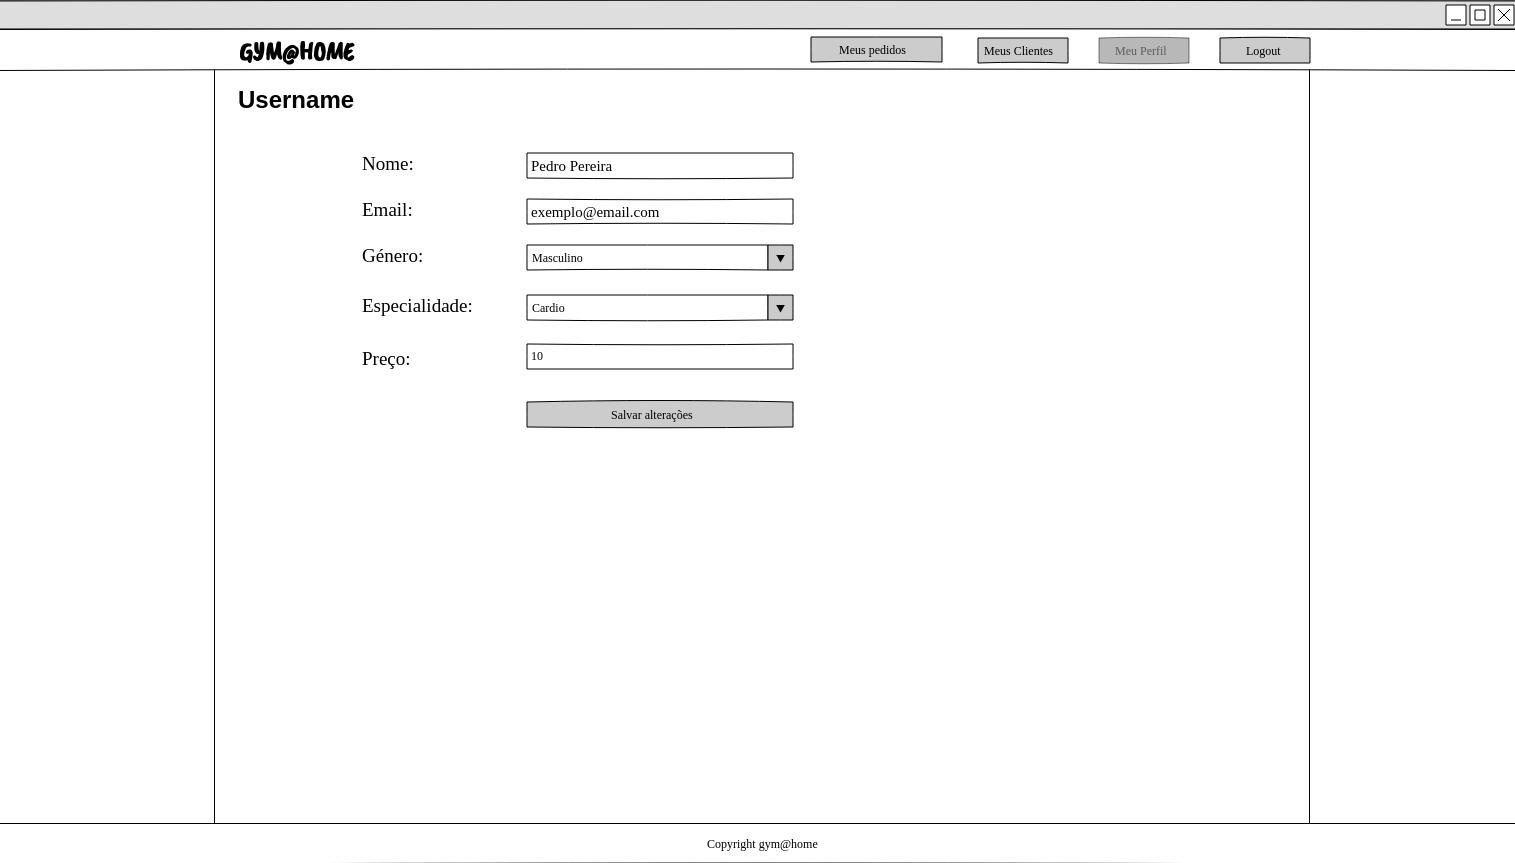 GYM@HOME
Meus pedidos
Meus Clientes
Meu Perfil
Logout
Username
Nome:
Pedro Pereira
Email:
exemplo@email.com
Género:
Masculino
Especialidade:
Cardio
Preço:
10
Salvar alterações
Copyright gym@home